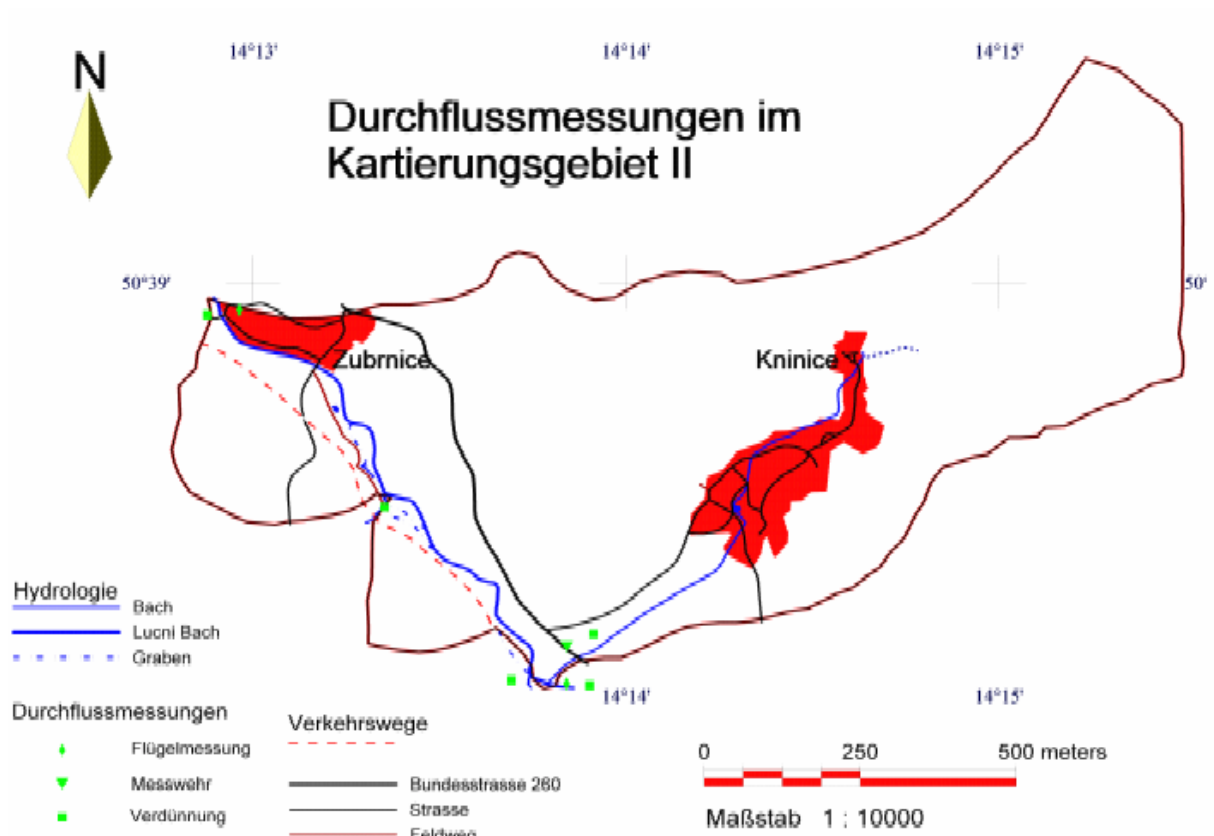 14°13'
14°14'
14°15'
N
Durchflussmessungen im
Kartierungsgebiet II
50°39'
50°
Zubrnice
Kninice
Hydrologie
Bach
Lucni Bach
Graben
14°14'
14°15'
Durchflussmessungen
Flügelmessung
Messwehr
Verdünnung
Verkehrswege
Bundesstrasse 260
Strasse
Feldweg
0 250 500 meters
Maßstab 1 : 10000